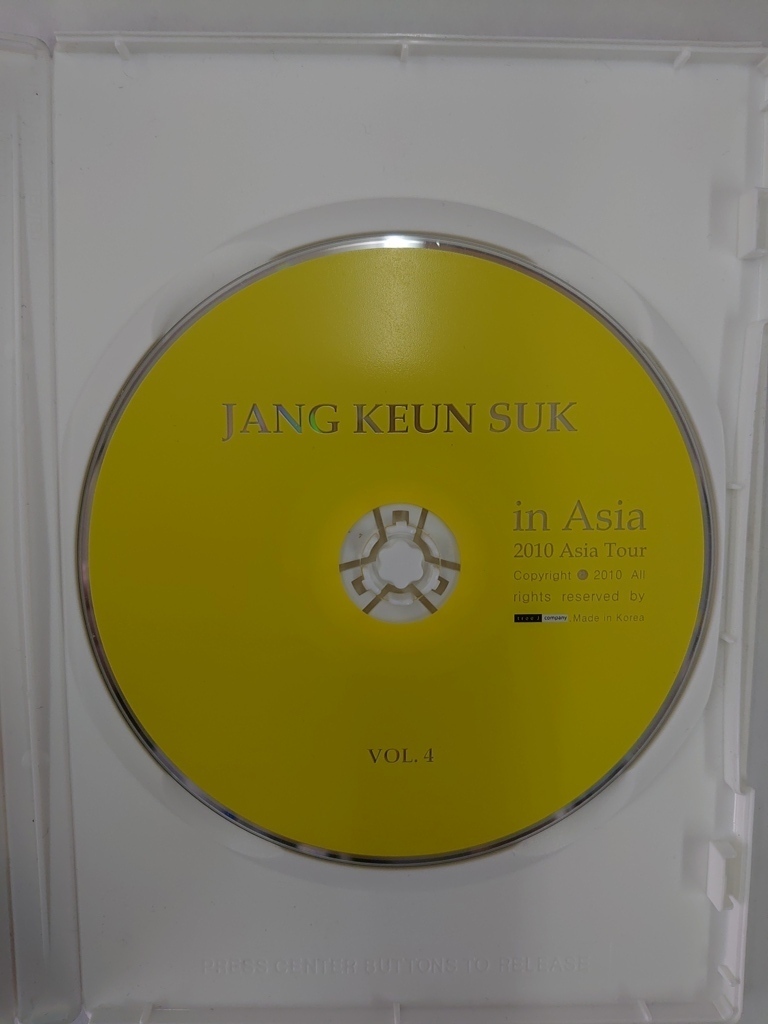 JANG KEUN SUK
in Asia
2010 Asia Tour
Copyright 2010 All
rights reserved by
company Made in Korea
VOL. 4
PRESS CENTER BUTTONS TO RELEASE